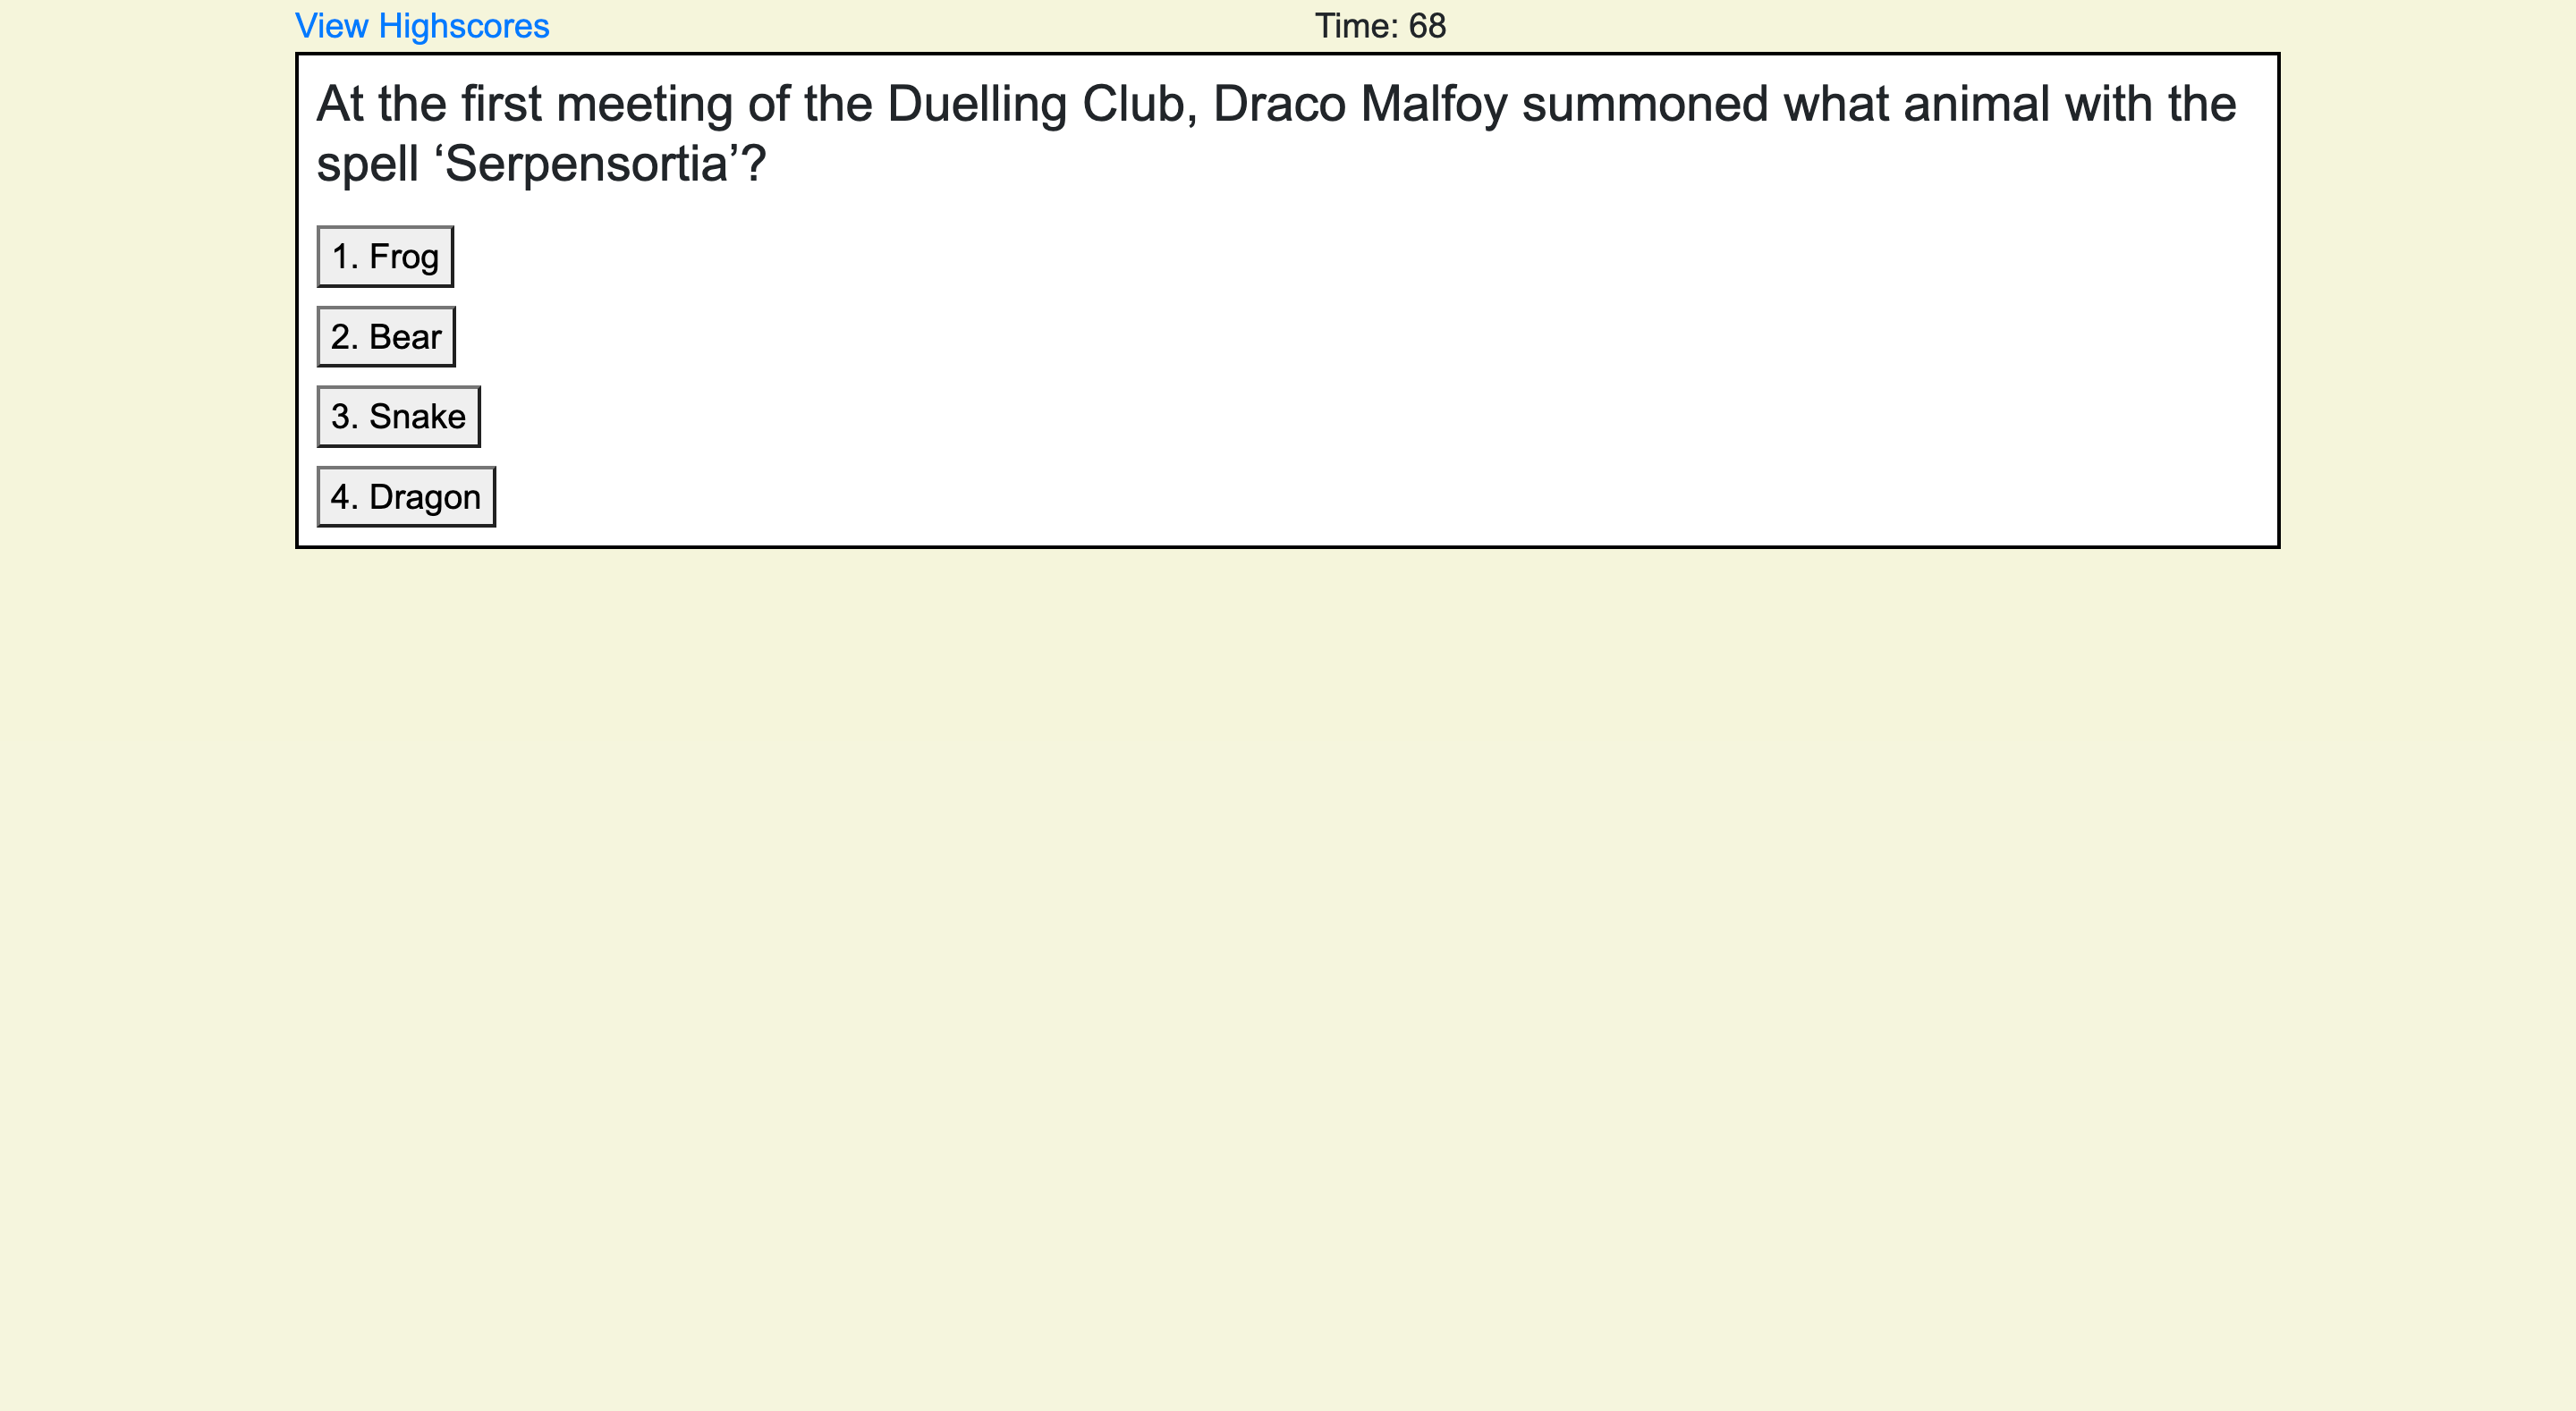 View Highscores
Time: 68
At the first meeting of the Duelling Club, Draco Malfoy summoned what animal with the
spell ‘Serpensortia’?
1. Frog
2. Bear
3. Snake
4. Dragon